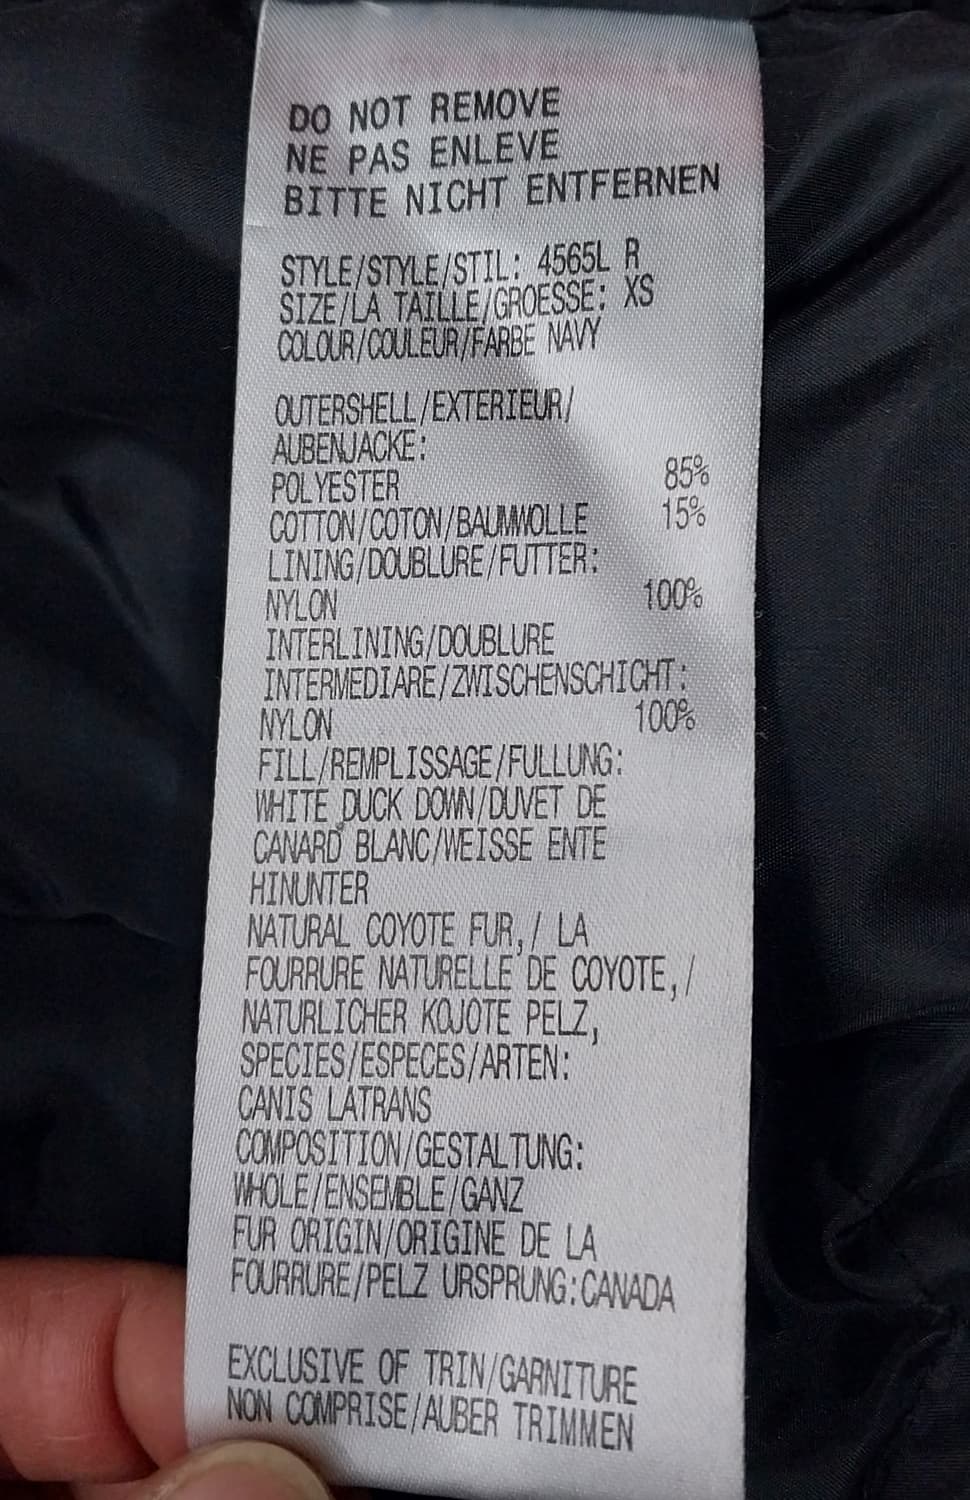 DO NOT REMOVE
NE PAS ENLEVE
BITTE NICHT ENTFERNEN
STYLE/STYLE/STIL: 4565L R
SIZE/LA TAILLE/GROESSE: XS
COLOUR/COULEUR/FARBE NAVY
OUTERSHELL/EXTERIEUR/
AUBENJACKE:
POLYESTER 85%
COTTON/COTON/BAUMWOLLE 15%
LINING/DOUBLURE/FUTTER:
NYLON 100%
INTERLINING/DOUBLURE
INTERMEDIARE/ZWISCHENSCHICHT:
NYLON 100%
FILL/REMPLISSAGE/FULLUNG:
WHITE DUCK DOWN/DUVET DE
CANARD BLANC/WEISSE ENTE
HINUNTER
NATURAL COYOTE FUR,/ LA
FOURRURE NATURELLE DE COYOTE,/
NATURLICHER KOJOTE PELZ,
SPECIES/ESPECES/ARTEN:
CANIS LATRANS
COMPOSITION/GESTALTUNG:
WHOLE/ENSEMBLE/GANZ
FUR ORIGIN/ORIGINE DE LA
FOURRURE/PELZ URSPRUNG:CANADA
EXCLUSIVE OF TRIN/GARNITURE
NON COMPRISE/AUBER TRIMMEN